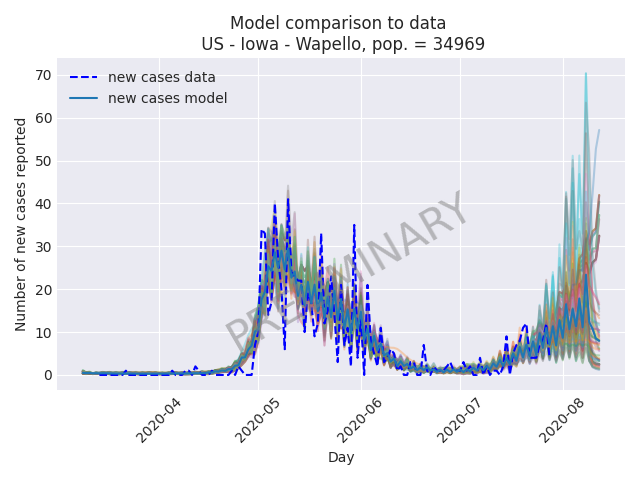 Model comparison to data
US - Iowa - Wapello, pop. = 34969
new cases data
new cases model
PRELIMINARY
Number of new cases reported
70
60
50
40
30
20
10
0
2020-04
2020-05
2020-06
2020-07
2020-08
Day